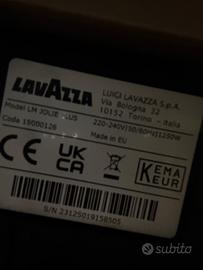 LAVAZZA
LUIGI LAVAZZA S.p.A.
Via Bologna 32
10152 Torino - Italia
Model LM JOLIE PLUS
220-240V|50/60Hz|1250W
Code 18000126
Made in EU
CE
UK
CA
KEMA
KEUR
S/N 23125019158505
subito